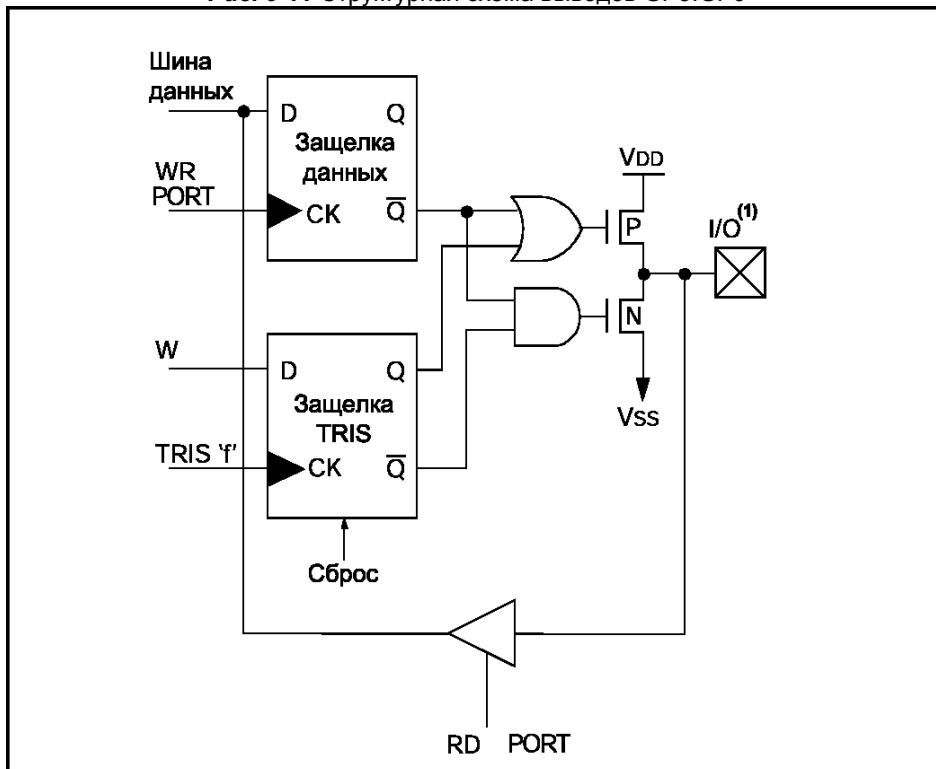 Шина
данных
D Q
Защелка
данных
WR
PORT
CK Q
VDD
P
I/O(1)
N
VSS
W
D Q
Защелка
TRIS
TRIS 'f'
CK Q
Сброс
RD PORT